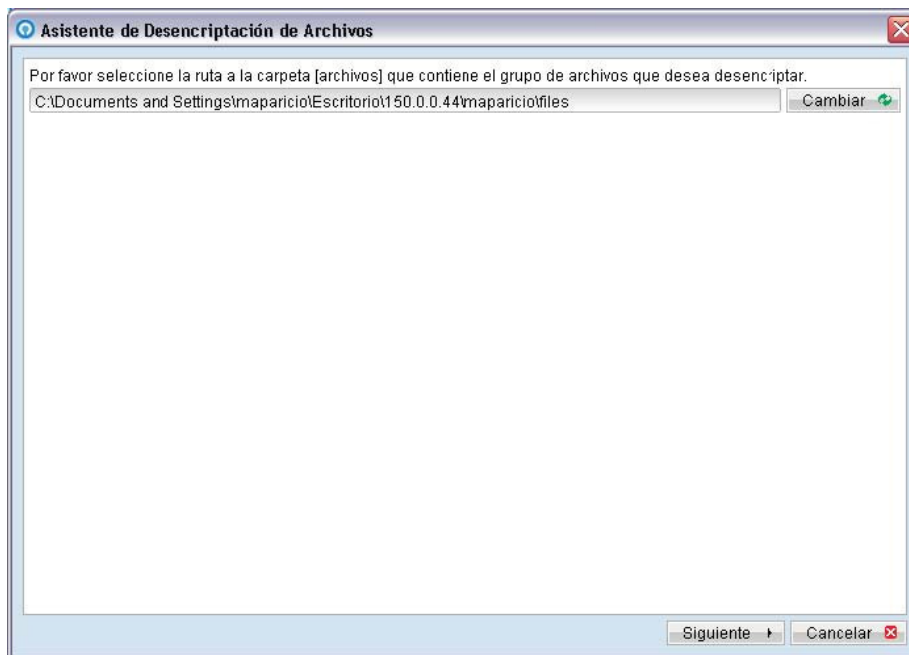 Asistente de Desencriptación de Archivos
Por favor seleccione la ruta a la carpeta [archivos] que contiene el grupo de archivos que desea desencriptar.
C:\Documents and Settings\maparicio\Escritorio\150.0.0.44\maparicio\files
Cambiar
Siguiente
Cancelar